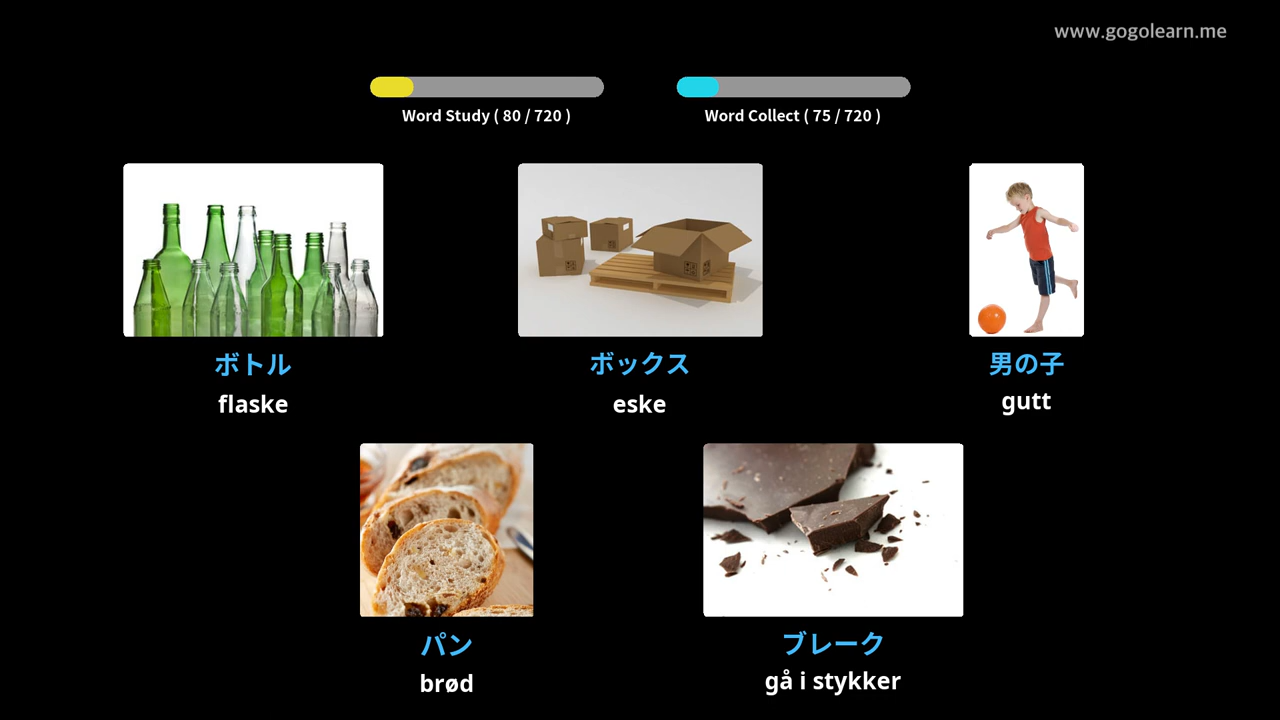 www.gogolearn.me
Word Study ( 80 / 720 )
Word Collect ( 75 / 720 )
ボトル
flaske
ボックス
eske
男の子
gutt
パン
brød
ブレーク
gå i stykker